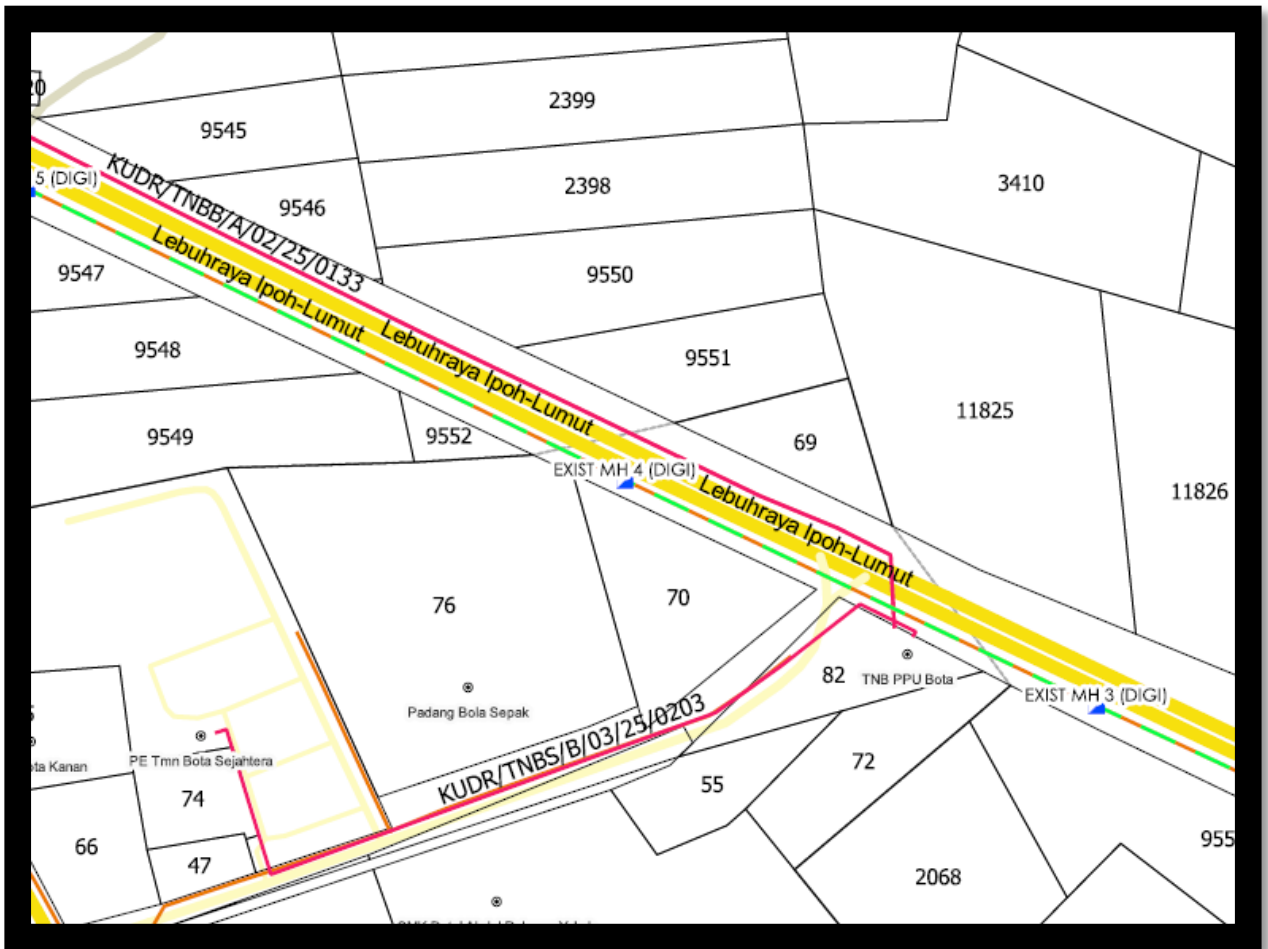 20
2399
9545
3410
5 (DIGI)
KUDR/TNBB/A/02/25/0133
2398
9546
Lebuhraya Ipoh-Lumut
9547
9550
Lebuhraya Ipoh-Lumut
9548
9551
11825
9549
9552
69
EXIST MH 4 (DIGI)
Lebuhraya Ipoh-Lumut
11826
76
70
82
TNB PPU Bota
EXIST MH 3 (DIGI)
Padang Bola Sepak
KUDR/TNBS/B/03/25/0203
ota Kanan
PE Tmn Bota Sejahtera
72
55
74
66
47
955
2068